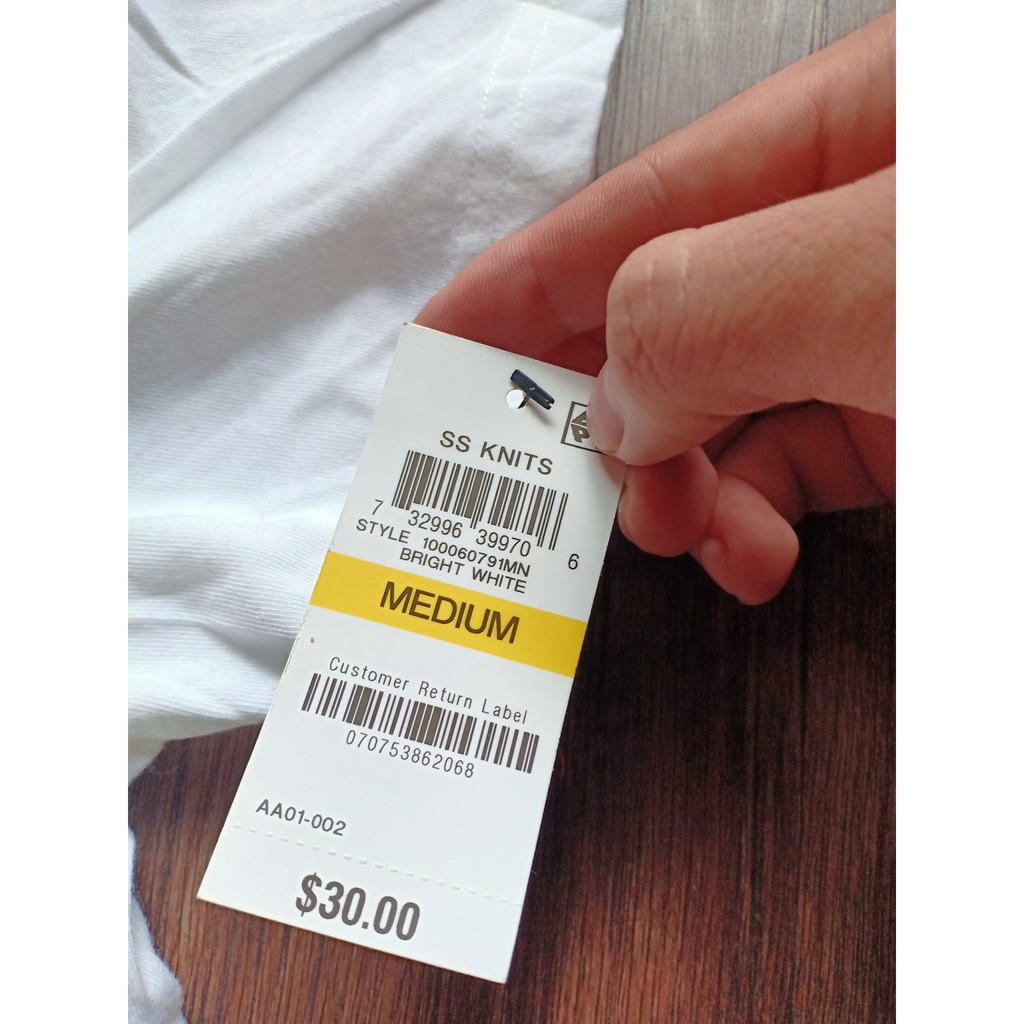 SS KNITS
7 32996 39970 6
STYLE 100060791MN
BRIGHT WHITE
MEDIUM
Customer Return Label
070753862068
AA01-002
$30.00